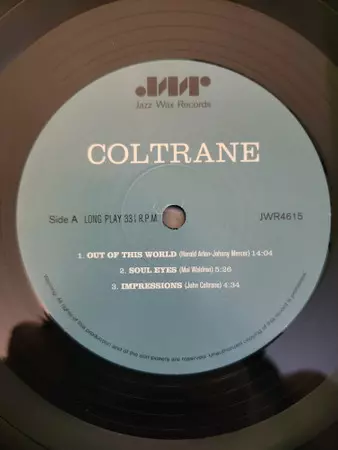 JWR
Jazz Wax Records
COLTRANE
Side A LONG PLAY 33⅓ R.P.M.
JWR4615
1. OUT OF THIS WORLD (Harold Arlen-Johnny Mercer) 14:04
2. SOUL EYES (Mal Waldron) 5:26
3. IMPRESSIONS (John Coltrane) 4:34